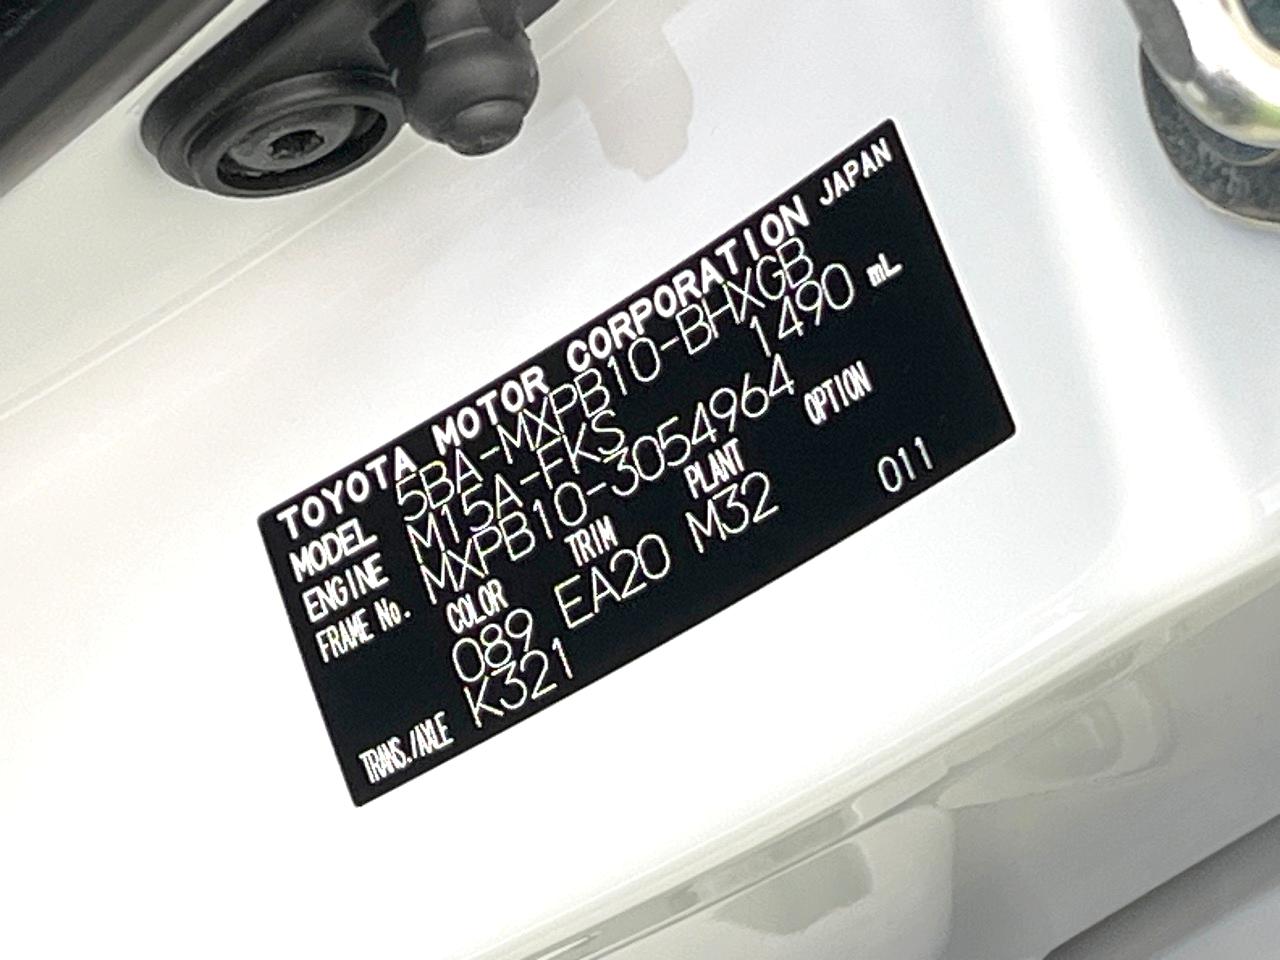 TOYOTA MOTOR CORPORATION JAPAN
MODEL 5BA-MXPB10-BHXGB
ENGINE M15A-FKS 1490 mL
FRAME No. MXPB10-3054964
COLOR TRIM PLANT OPTION
089 EA20 M32 011
TRANS./AXLE K321